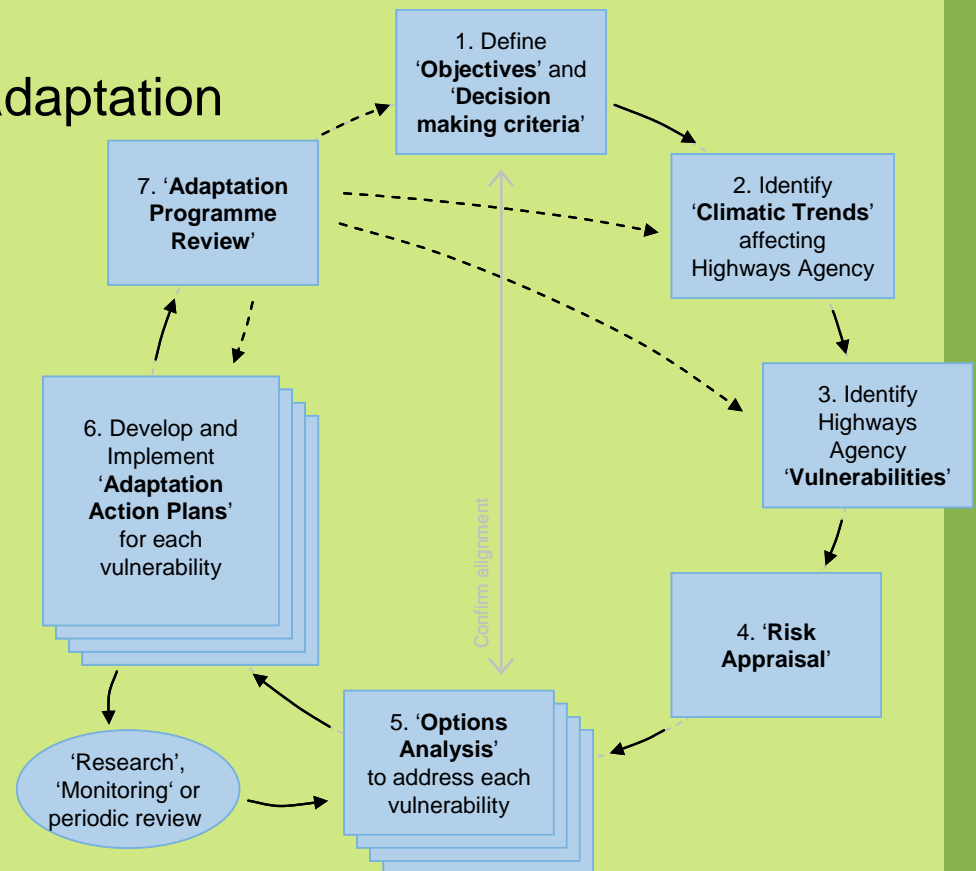 Adaptation
1. Define
‘Objectives’ and
‘Decision
making criteria’
2. Identify
‘Climatic Trends’
affecting
Highways Agency
3. Identify
Highways
Agency
‘Vulnerabilities’
4. ‘Risk
Appraisal’
5. ‘Options
Analysis’
to address each
vulnerability
6. Develop and
Implement
‘Adaptation
Action Plans’
for each
vulnerability
7. ‘Adaptation
Programme
Review’
‘Research’,
‘Monitoring‘ or
periodic review
Confirm alignment